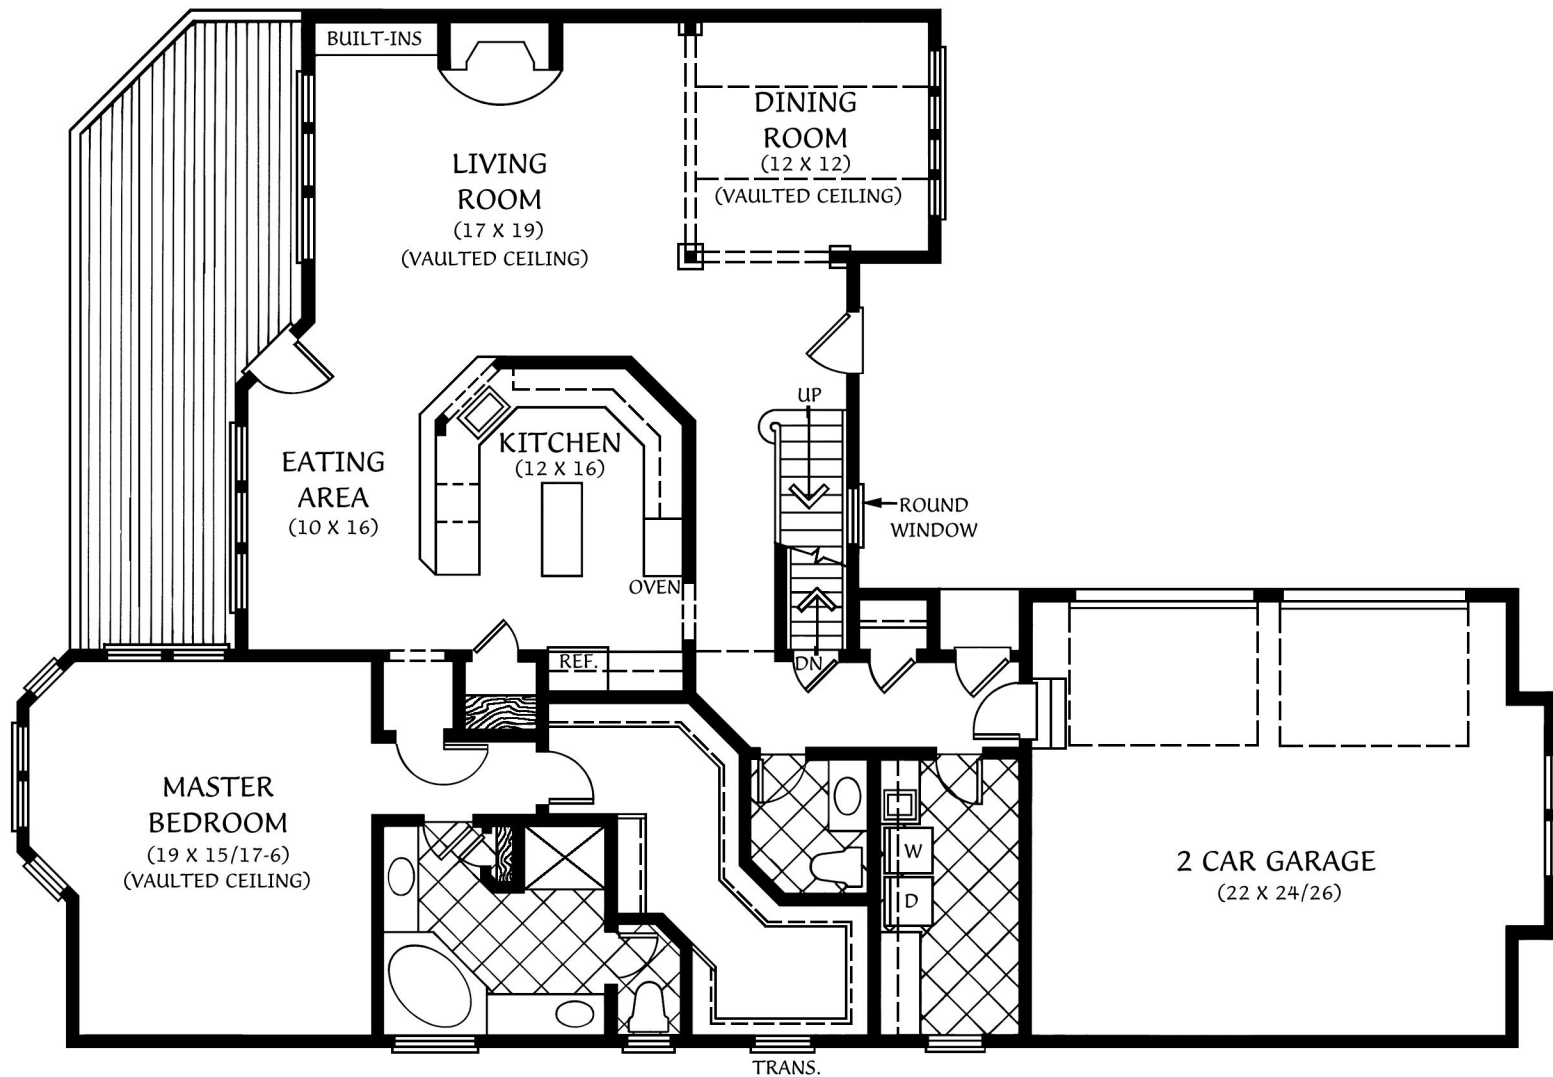 BUILT-INS
LIVING
ROOM
(17 X 19)
(VAULTED CEILING)
DINING
ROOM
(12 X 12)
(VAULTED CEILING)
UP
KITCHEN
(12 X 16)
EATING
AREA
(10 X 16)
ROUND
WINDOW
OVEN
REF.
DN
MASTER
BEDROOM
(19 X 15/17-6)
(VAULTED CEILING)
W
D
2 CAR GARAGE
(22 X 24/26)
TRANS.